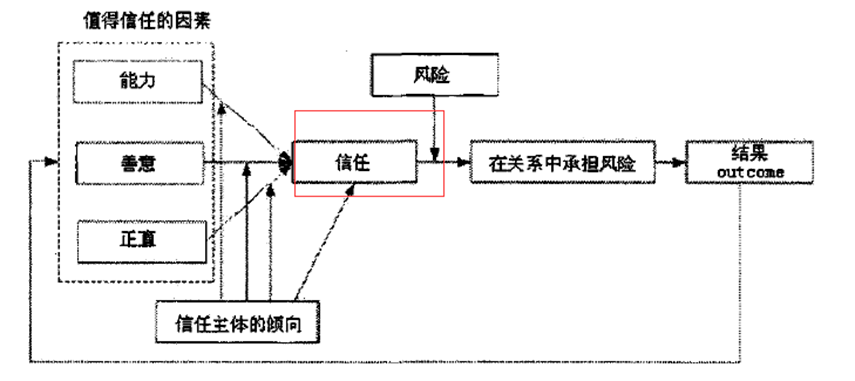 值得信任的因素
能力
风险
善意
信任
在关系中承担风险
结果
outcome
正直
信任主体的倾向